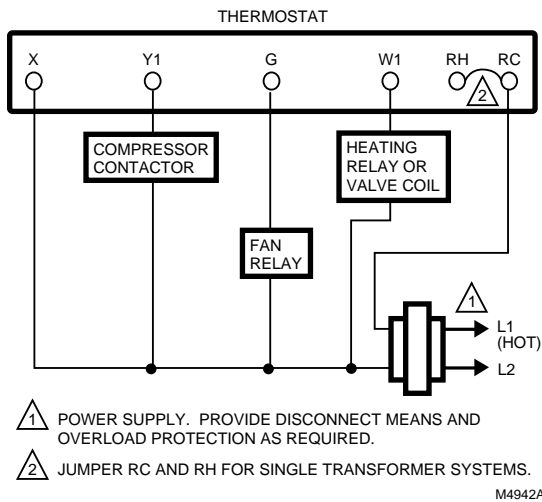 THERMOSTAT
X Y1 G W1 RH RC
2
COMPRESSOR
CONTACTOR
HEATING
RELAY OR
VALVE COIL
FAN
RELAY
1
L1
(HOT)
L2
1 POWER SUPPLY. PROVIDE DISCONNECT MEANS AND
OVERLOAD PROTECTION AS REQUIRED.
2 JUMPER RC AND RH FOR SINGLE TRANSFORMER SYSTEMS.
M4942A